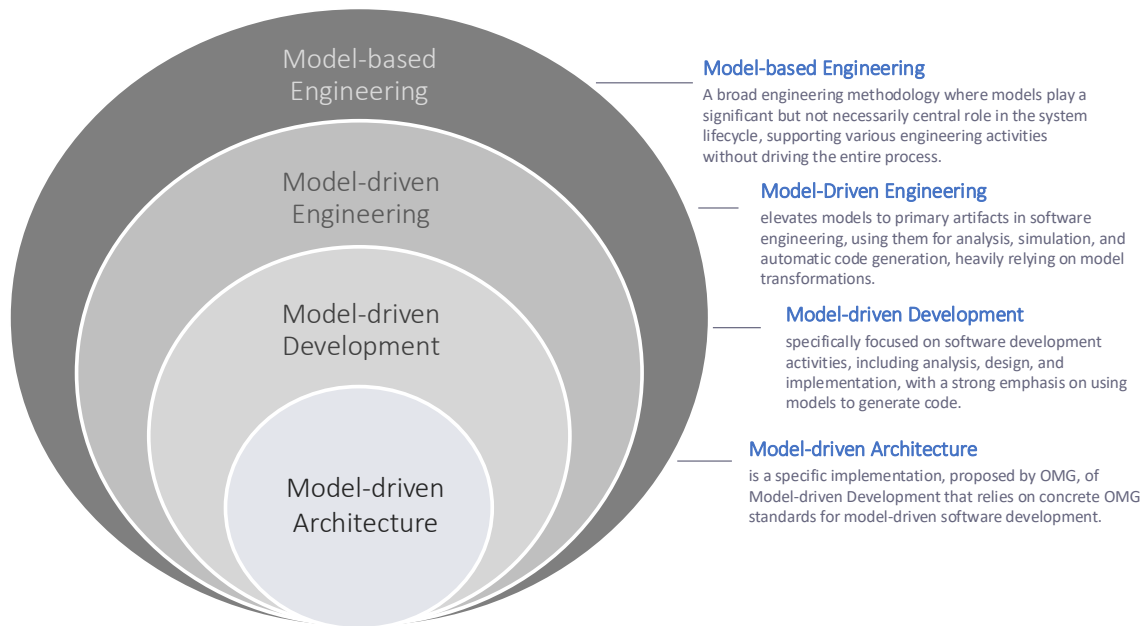 Model-based
Engineering
Model-driven
Engineering
Model-driven
Development
Model-driven
Architecture
Model-based Engineering
A broad engineering methodology where models play a
significant but not necessarily central role in the system
lifecycle, supporting various engineering activities
without driving the entire process.
Model-Driven Engineering
elevates models to primary artifacts in software
engineering, using them for analysis, simulation, and
automatic code generation, heavily relying on model
transformations.
Model-driven Development
specifically focused on software development
activities, including analysis, design, and
implementation, with a strong emphasis on using
models to generate code.
Model-driven Architecture
is a specific implementation, proposed by OMG, of
Model-driven Development that relies on concrete OMG
standards for model-driven software development.